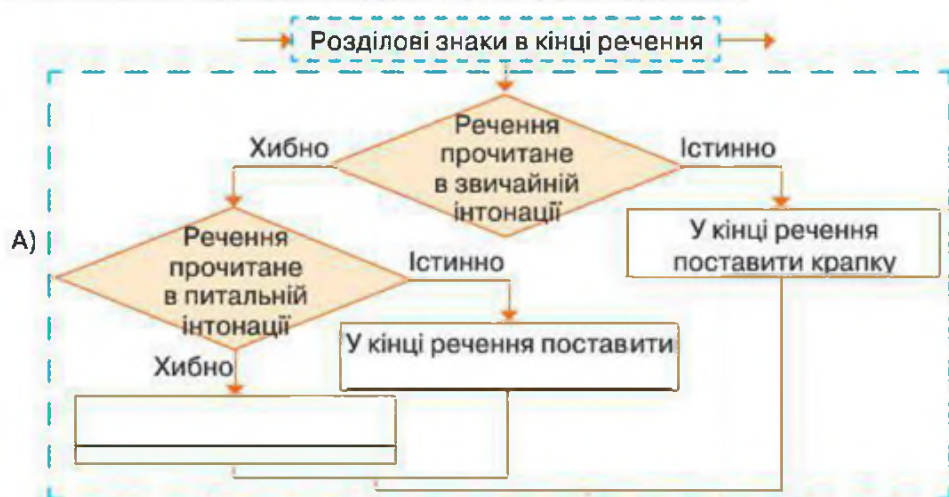 Розділові знаки в кінці речення
Речення
прочитане
в звичайній
інтонації
Хибно
Істинно
А)
Речення
прочитане
в питальній
інтонації
Істинно
У кінці речення
поставити крапку
У кінці речення поставити
Хибно